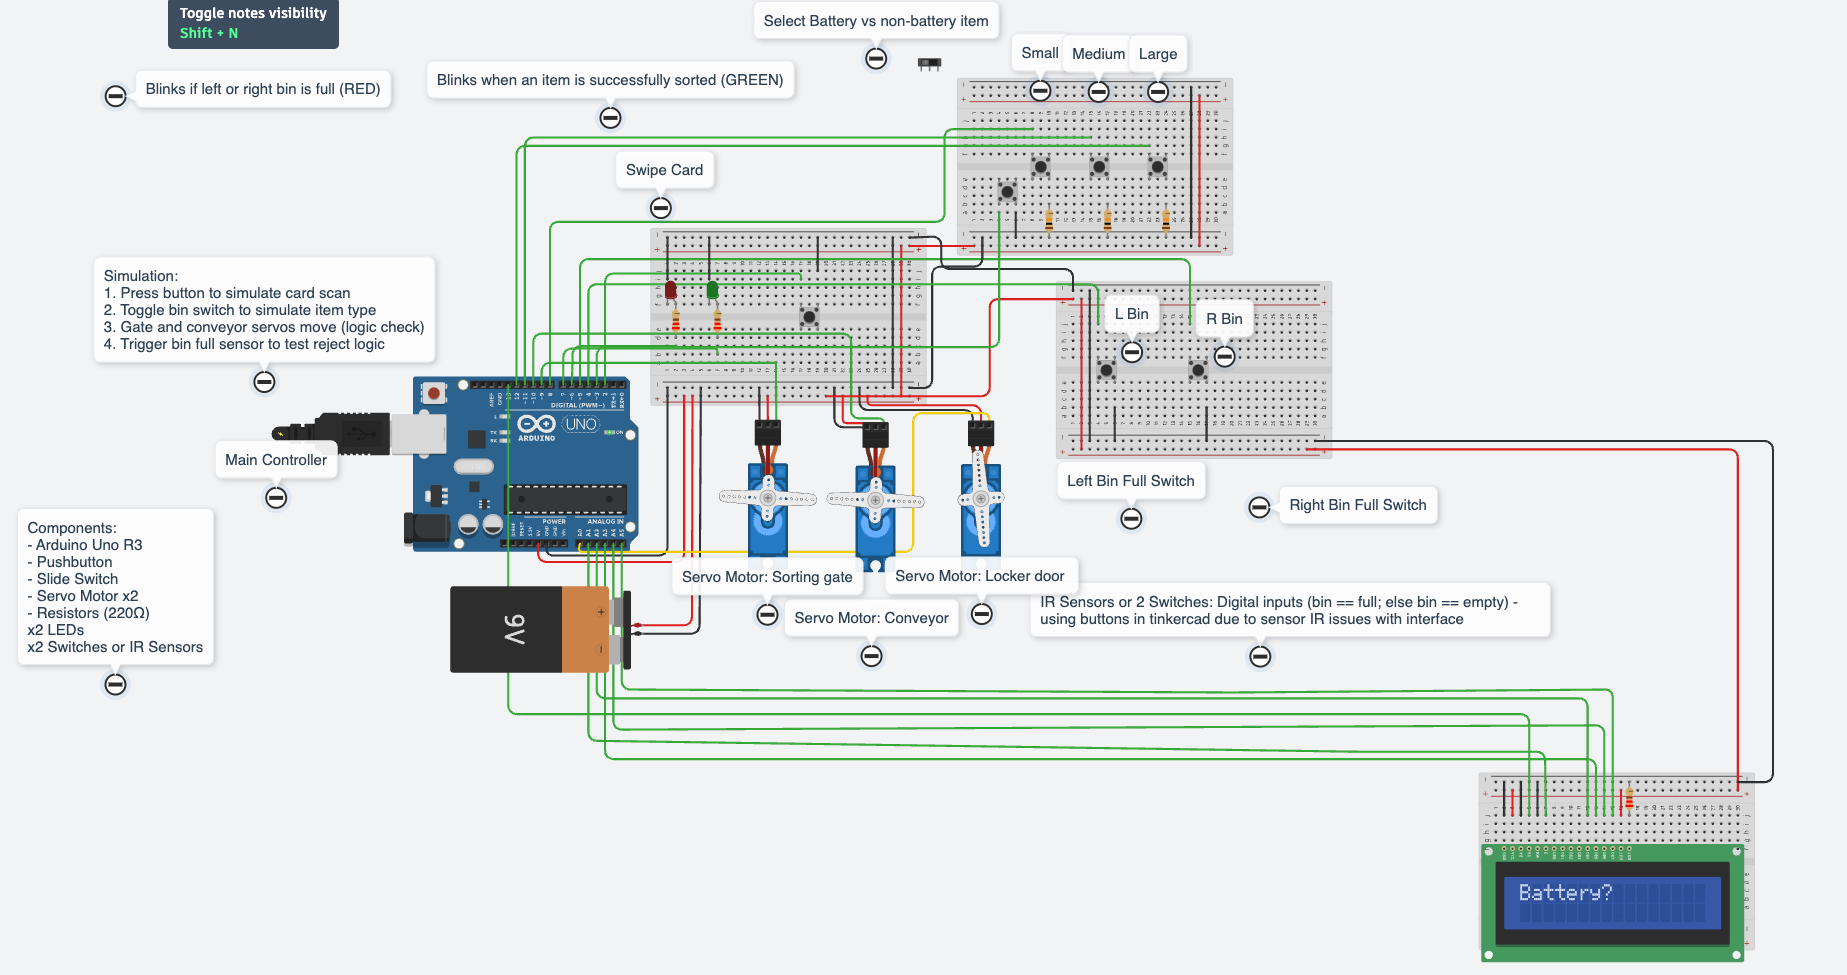 Toggle notes visibility
Shift + N
Select Battery vs non-battery item
Small
Medium
Large
Blinks if left or right bin is full (RED)
Blinks when an item is successfully sorted (GREEN)
Swipe Card
Simulation:
1. Press button to simulate card scan
2. Toggle bin switch to simulate item type
3. Gate and conveyor servos move (logic check)
4. Trigger bin full sensor to test reject logic
L Bin
R Bin
DIGITAL (PWM~)
UNO
ARDUINO
ON
Main Controller
POWER
ANALOG IN
Left Bin Full Switch
Right Bin Full Switch
Components:
- Arduino Uno R3
- Pushbutton
- Slide Switch
- Servo Motor x2
- Resistors (220Ω)
x2 LEDs
x2 Switches or IR Sensors
9V
Servo Motor: Sorting gate
Servo Motor: Locker door
Servo Motor: Conveyor
IR Sensors or 2 Switches: Digital inputs (bin == full; else bin == empty) -
using buttons in tinkercad due to sensor IR issues with interface
Battery?